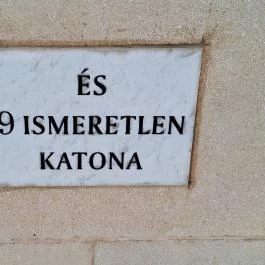 ÉS
9 ISMERETLEN
KATONA